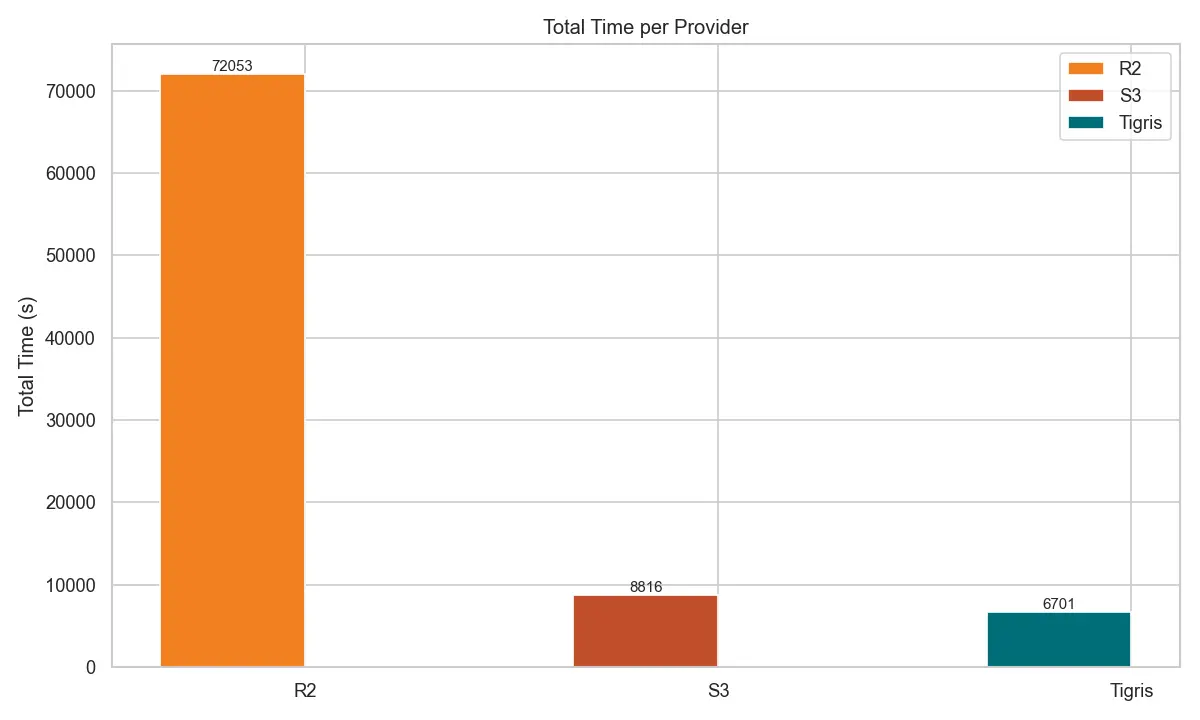 Total Time per Provider
72053
8816
6701
R2
S3
Tigris
70000
60000
50000
40000
30000
20000
10000
0
Total Time (s)
R2
S3
Tigris